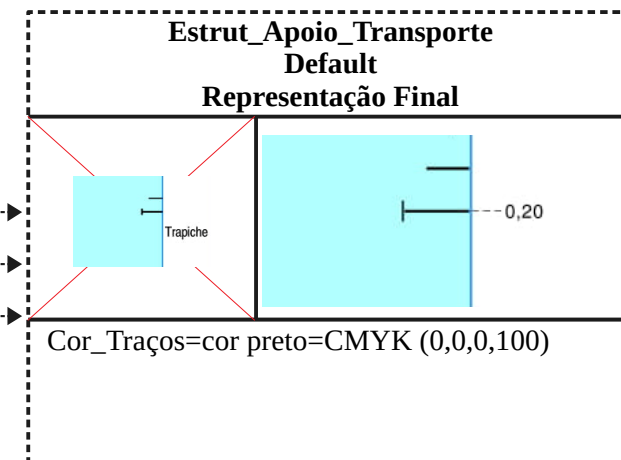 Estrut_Apoio_Transporte
Default
Representação Final
Trapiche
0,20
Cor_Traços=cor preto=CMYK (0,0,0,100)